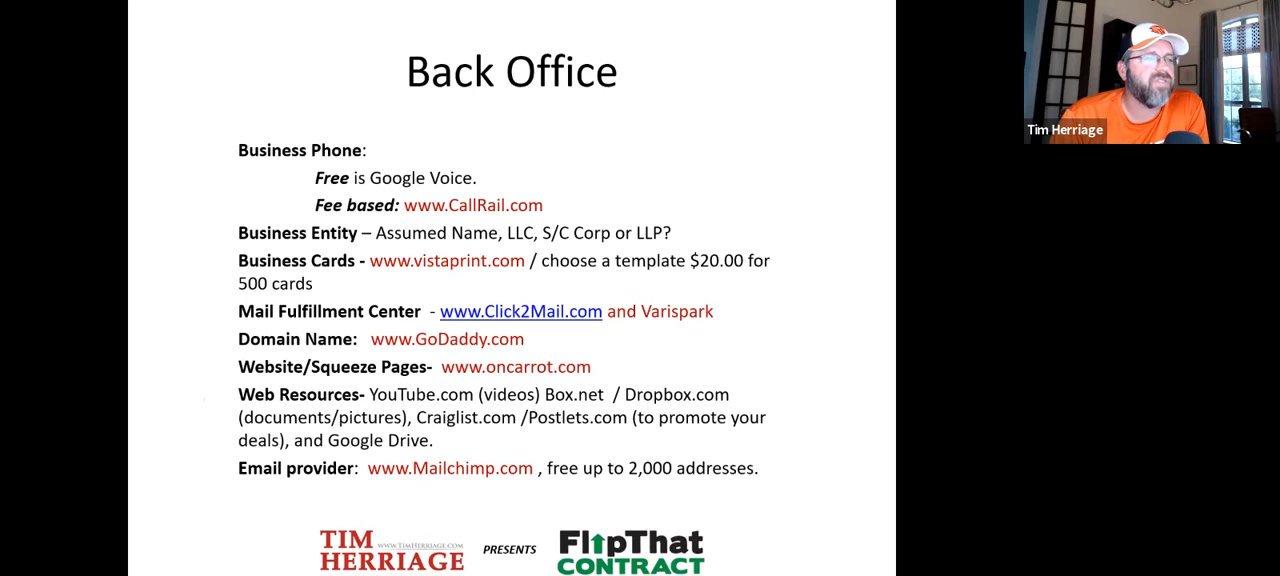 Back Office
Tim Herriage
Business Phone:
Free is Google Voice.
Fee based: www.CallRail.com
Business Entity – Assumed Name, LLC, S/C Corp or LLP?
Business Cards - www.vistaprint.com / choose a template $20.00 for
500 cards
Mail Fulfillment Center - www.Click2Mail.com and Varispark
Domain Name: www.GoDaddy.com
Website/Squeeze Pages- www.oncarrot.com
Web Resources- YouTube.com (videos) Box.net / Dropbox.com
(documents/pictures), Craiglist.com /Postlets.com (to promote your
deals), and Google Drive.
Email provider: www.Mailchimp.com , free up to 2,000 addresses.
TIM WWW.TIMHERRIAGE.COM
HERRIAGE
PRESENTS
FlipThat
CONTRACT